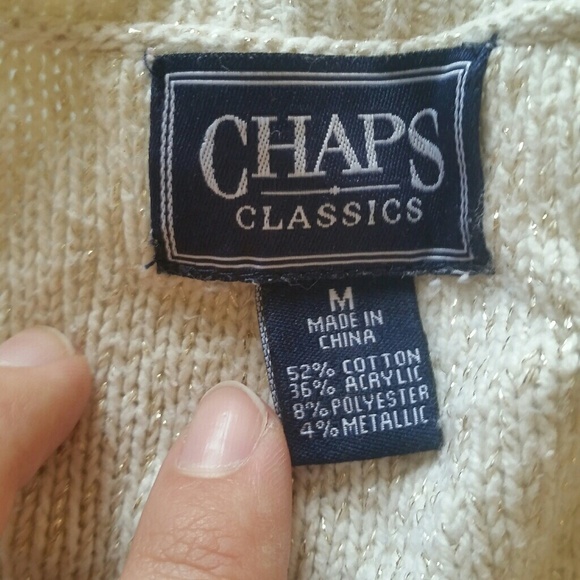 CHAPS
CLASSICS
M
MADE IN
CHINA
52% COTTON
36% ACRYLIC
8% POLYESTER
4% METALLIC